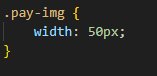 .pay-img {
    width: 50px;
}